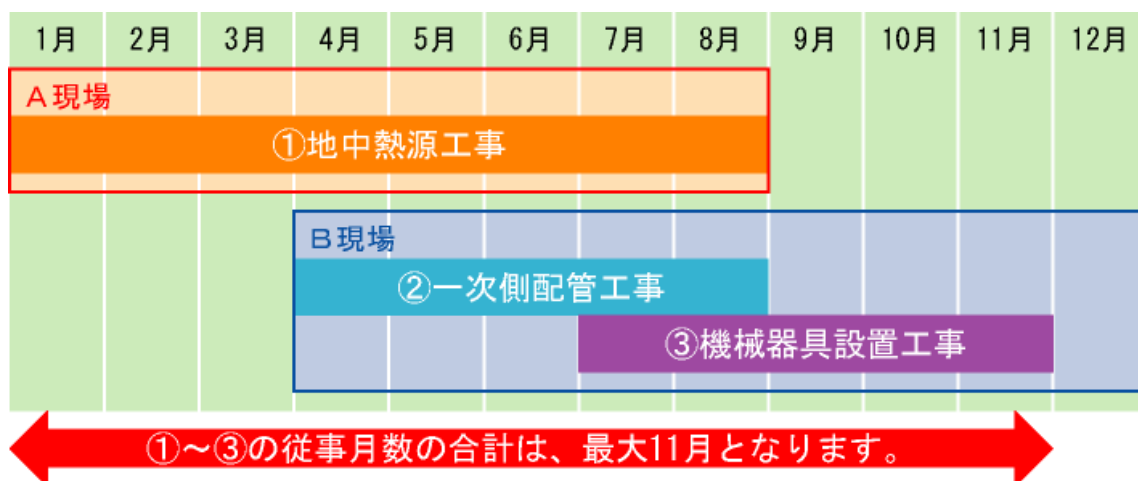 1月 2月 3月 4月 5月 6月 7月 8月 9月 10月 11月 12月
A現場
①地中熱源工事
B現場
②一次側配管工事
③機械器具設置工事
①～③の従事月数の合計は、最大11月となります。